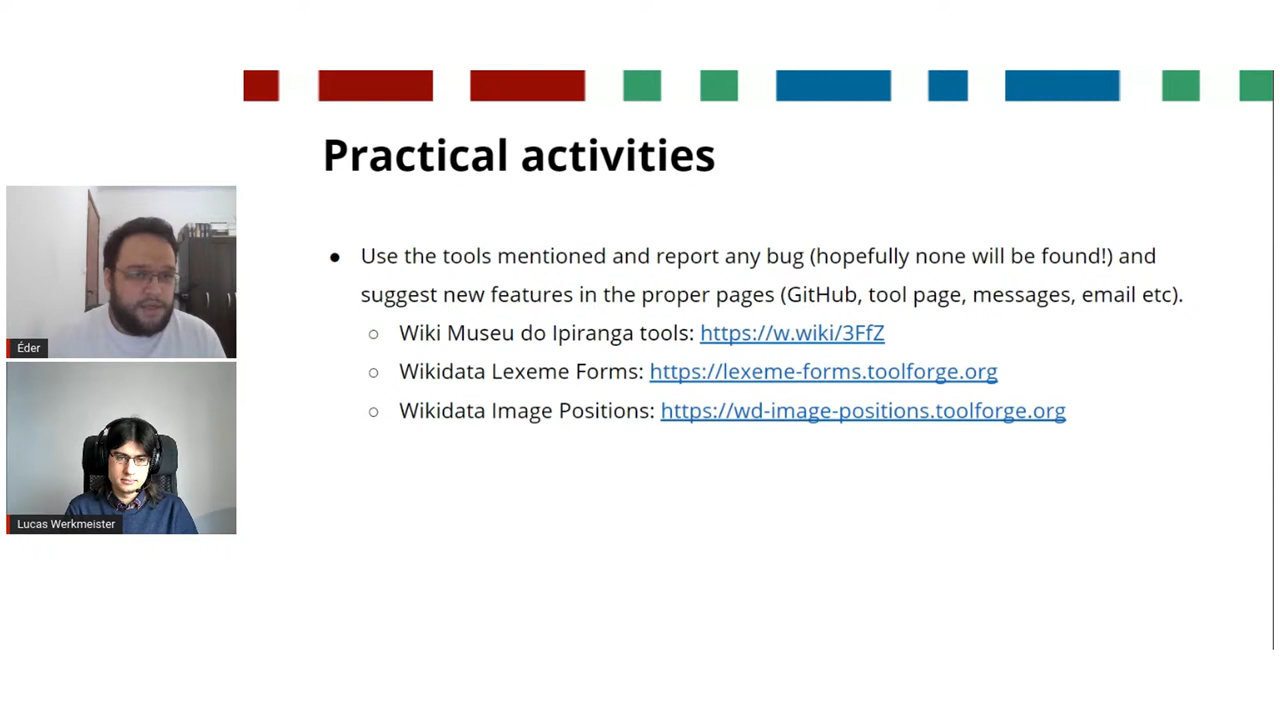 Practical activities
● Use the tools mentioned and report any bug (hopefully none will be found!) and
suggest new features in the proper pages (GitHub, tool page, messages, email etc).
○ Wiki Museu do Ipiranga tools: https://w.wiki/3FfZ
○ Wikidata Lexeme Forms: https://lexeme-forms.toolforge.org
○ Wikidata Image Positions: https://wd-image-positions.toolforge.org
Éder
Lucas Werkmeister